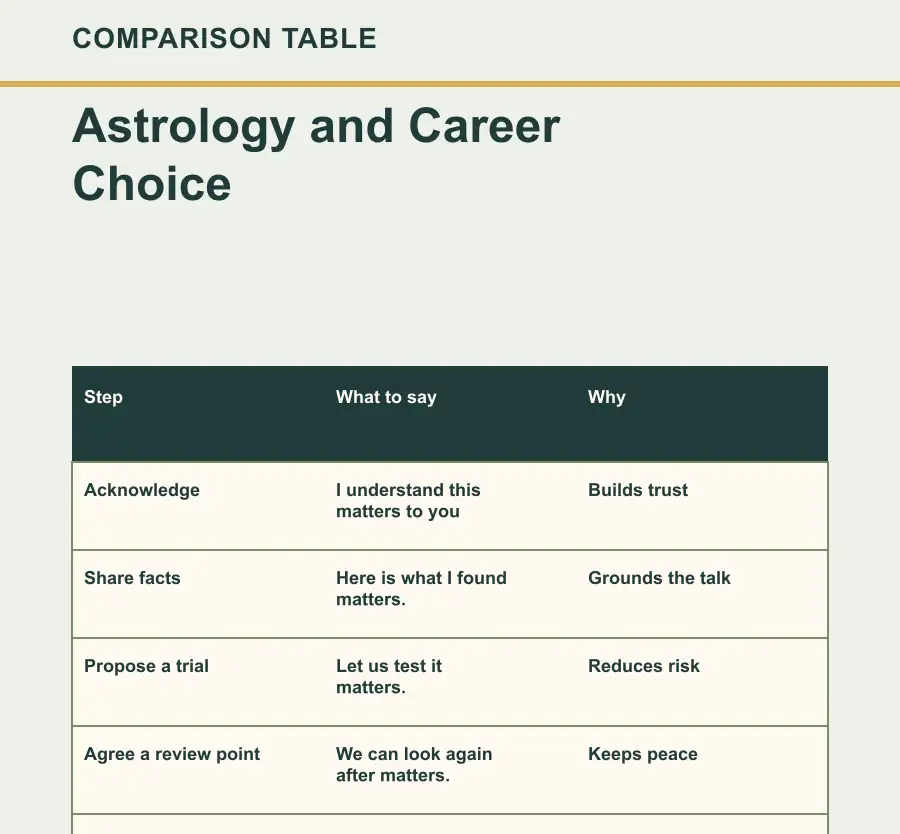 COMPARISON TABLE
Astrology and Career
Choice
Step What to say Why
Acknowledge I understand this Builds trust
matters to you
Share facts Here is what I found Grounds the talk
matters.
Propose a trial Let us test it Reduces risk
matters.
Agree a review point We can look again Keeps peace
after matters.